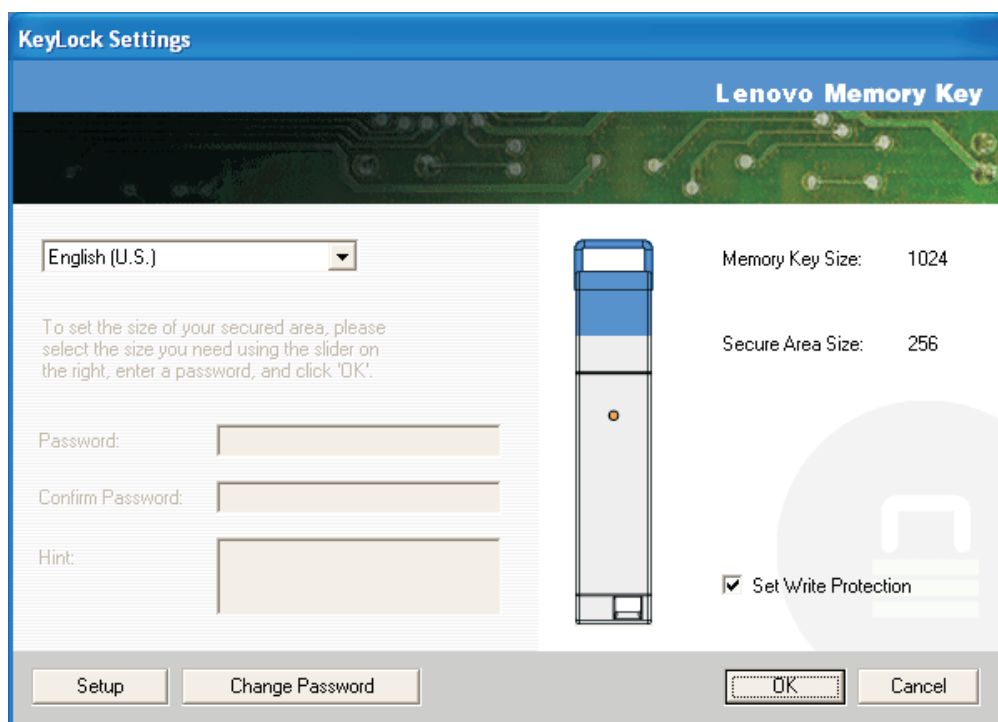 KeyLock Settings
Lenovo Memory Key
English (U.S.)
Memory Key Size: 1024
To set the size of your secured area, please
select the size you need using the slider on
the right, enter a password, and click 'OK'.
Secure Area Size: 256
Password:
Confirm Password:
Hint:
Set Write Protection
Setup
Change Password
OK
Cancel